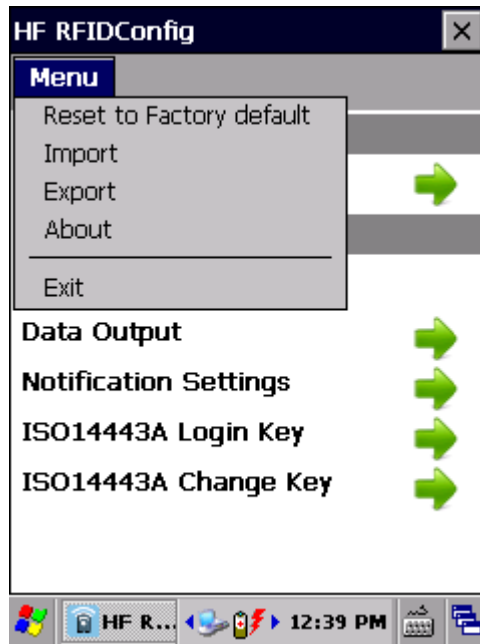 HF RFIDConfig
Menu
Reset to Factory default
Import
Export
About
Exit
Data Output
Notification Settings
ISO14443A Login Key
ISO14443A Change Key
HF R... 12:39 PM